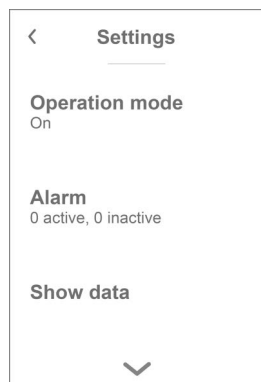 Settings
Operation mode
On
Alarm
0 active, 0 inactive
Show data